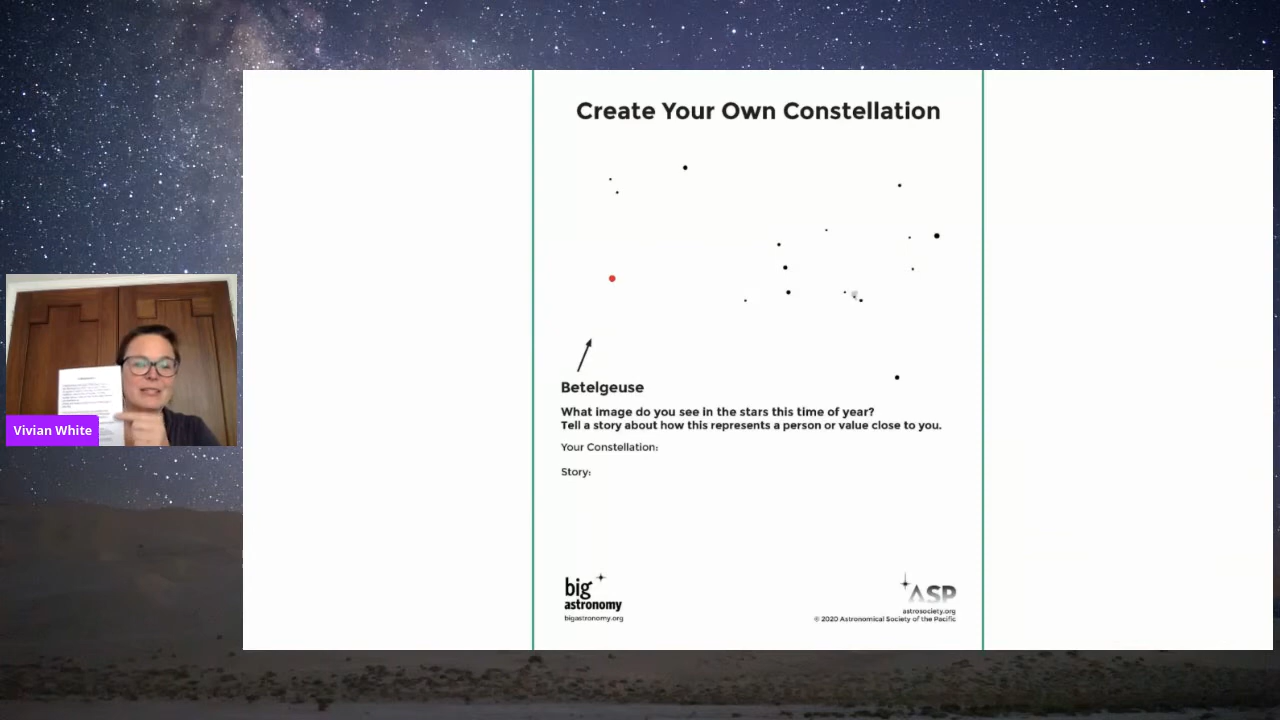 Create Your Own Constellation
Betelgeuse
What image do you see in the stars this time of year?
Tell a story about how this represents a person or value close to you.
Your Constellation:
Story:
big
astronomy
bigastronomy.org
ASP
astrosociety.org
© 2020 Astronomical Society of the Pacific
Vivian White